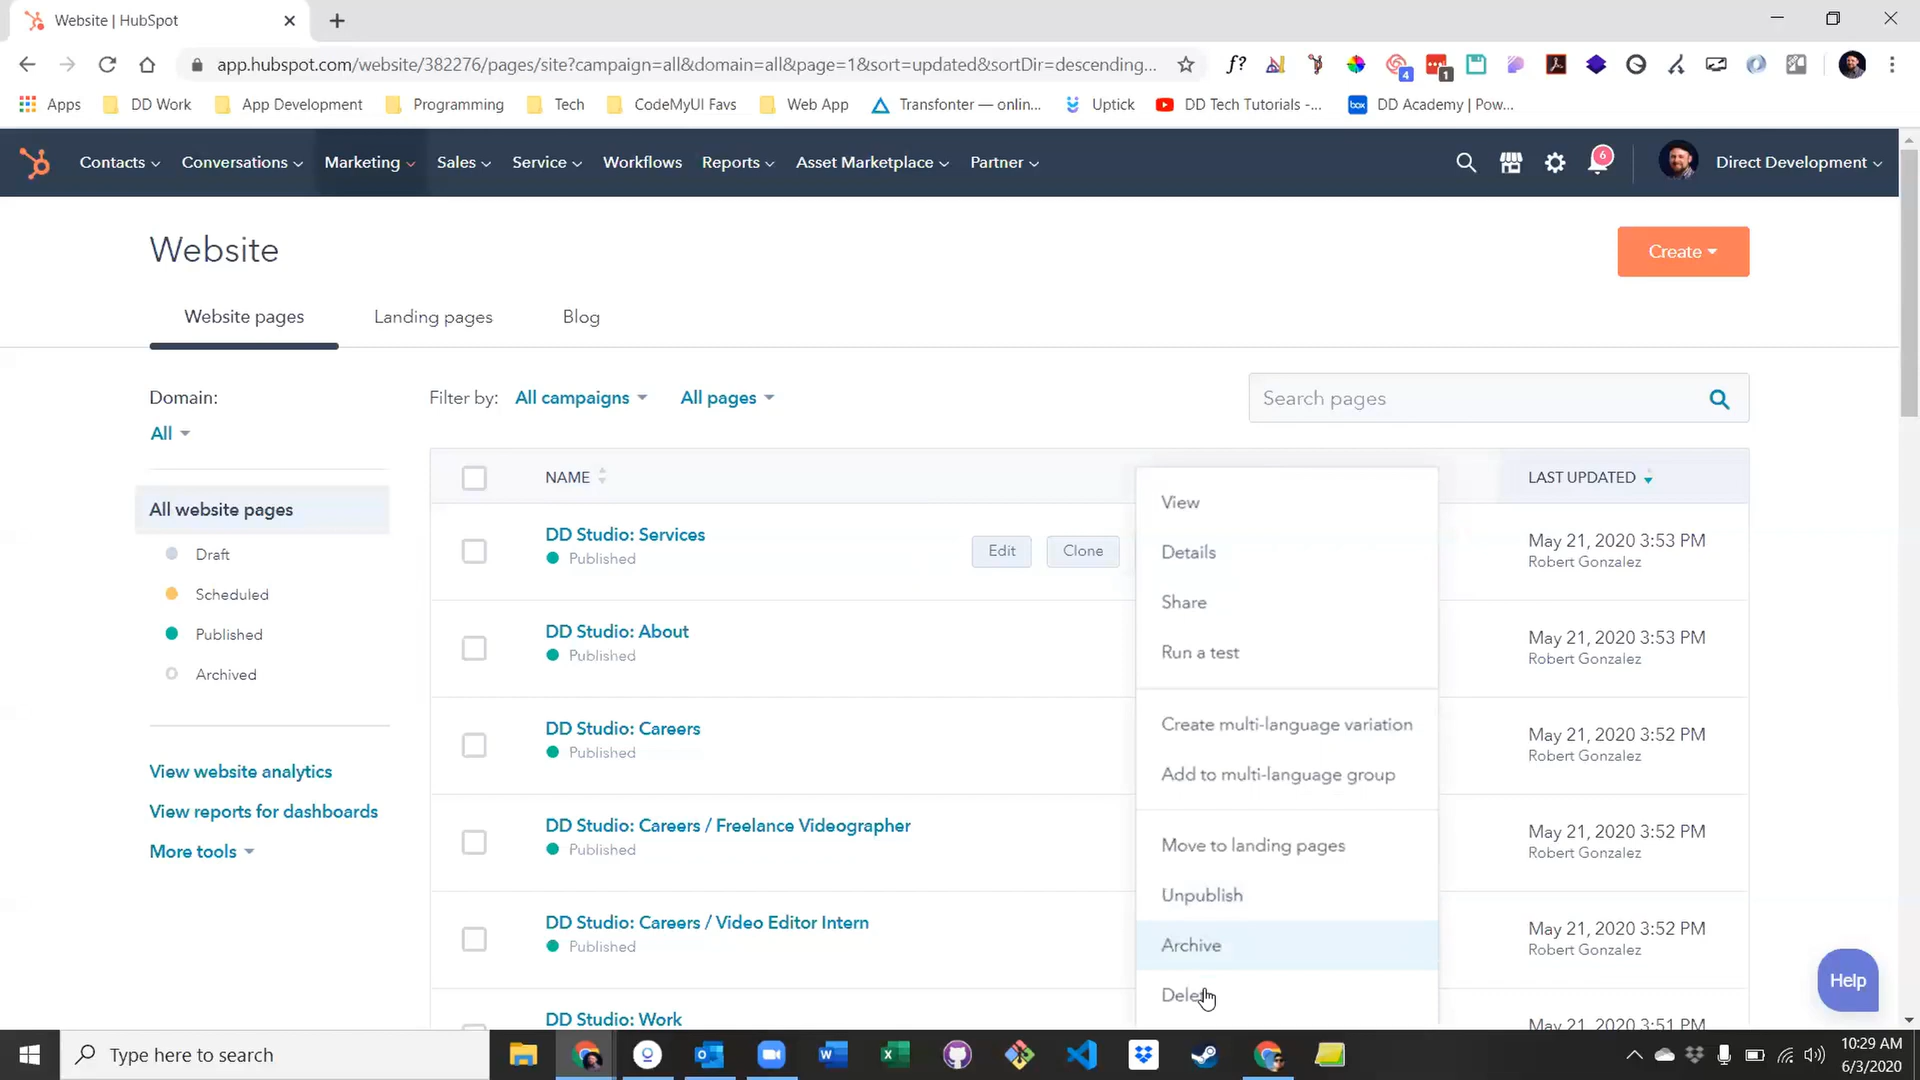 Website | HubSpot
app.hubspot.com/website/382276/pages/site?campaign=all&domain=all&page=1&sort=updated&sortDir=descending...
f?
4
1
Apps
DD Work
App Development
Programming
Tech
CodeMyUI Favs
Web App
Transfonter — onlin...
Uptick
DD Tech Tutorials -...
box
DD Academy | Pow...
Contacts
Conversations
Marketing
Sales
Service
Workflows
Reports
Asset Marketplace
Partner
6
Direct Development
Website
Create
Website pages
Landing pages
Blog
Domain:
All
Filter by:
All campaigns
All pages
Search pages
All website pages
Draft
Scheduled
Published
Archived
View website analytics
View reports for dashboards
More tools
NAME
LAST UPDATED
DD Studio: Services
Published
Edit
Clone
May 21, 2020 3:53 PM
Robert Gonzalez
DD Studio: About
Published
May 21, 2020 3:53 PM
Robert Gonzalez
DD Studio: Careers
Published
May 21, 2020 3:52 PM
Robert Gonzalez
DD Studio: Careers / Freelance Videographer
Published
May 21, 2020 3:52 PM
Robert Gonzalez
DD Studio: Careers / Video Editor Intern
Published
May 21, 2020 3:52 PM
Robert Gonzalez
DD Studio: Work
May 21, 2020 3:51 PM
View
Details
Share
Run a test
Create multi-language variation
Add to multi-language group
Move to landing pages
Unpublish
Archive
Delet
Help
Type here to search
10:29 AM
6/3/2020